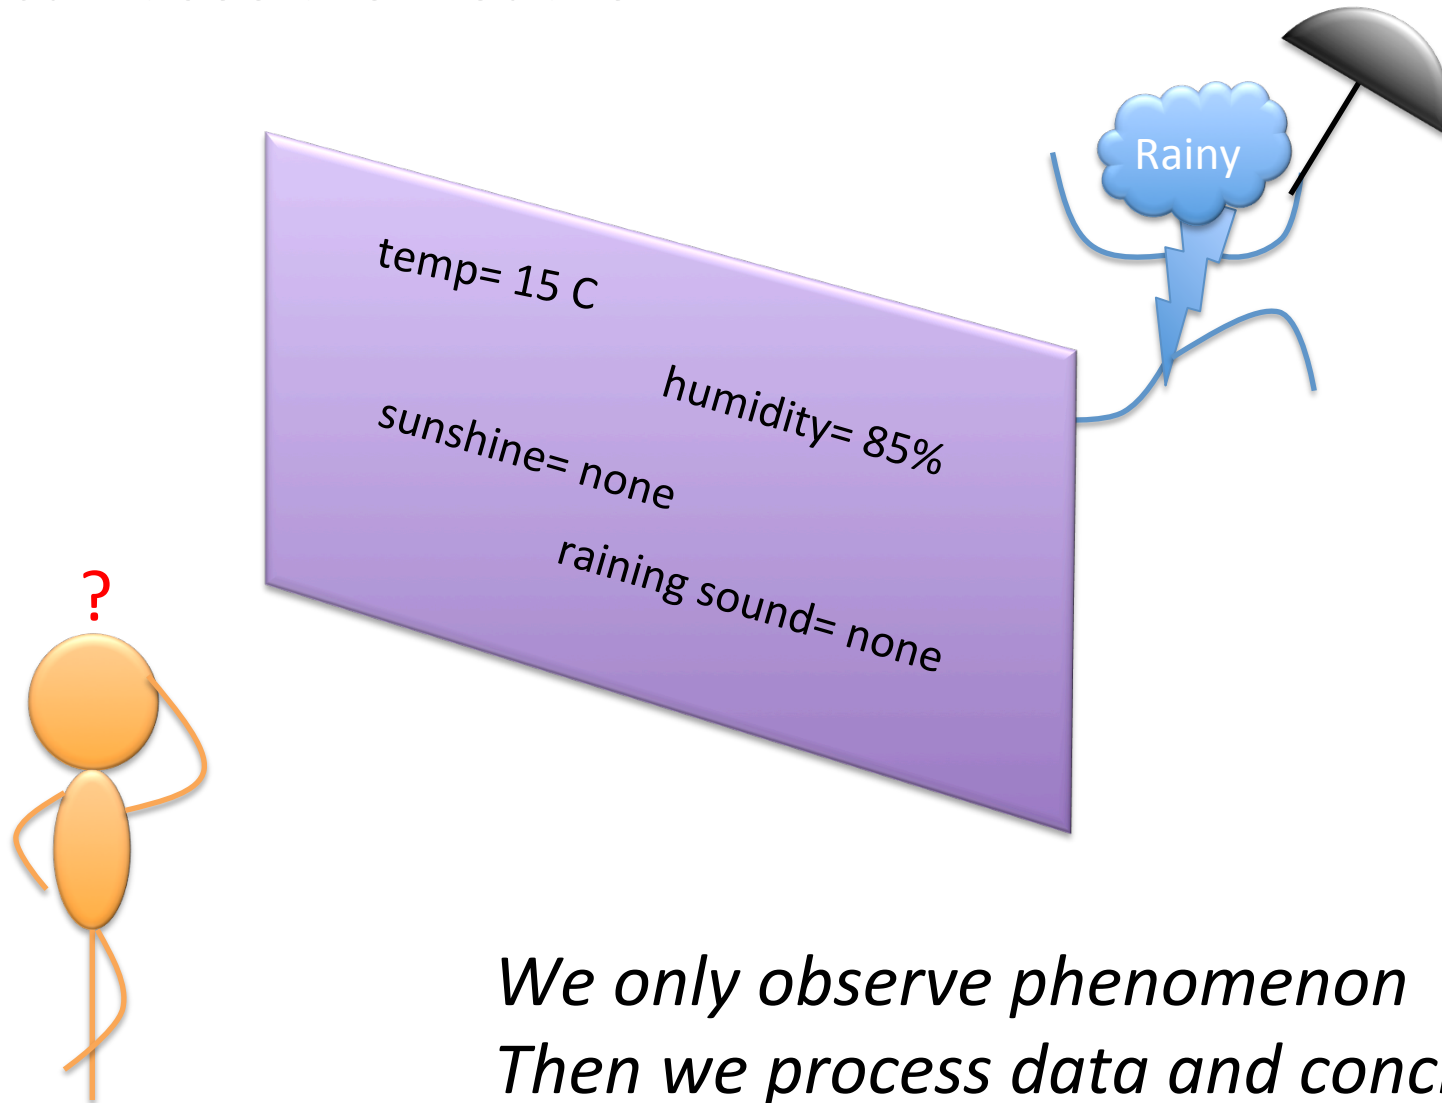 Rainy
temp= 15 C
humidity= 85%
sunshine= none
raining sound= none
?
We only observe phenomenon
Then we process data and